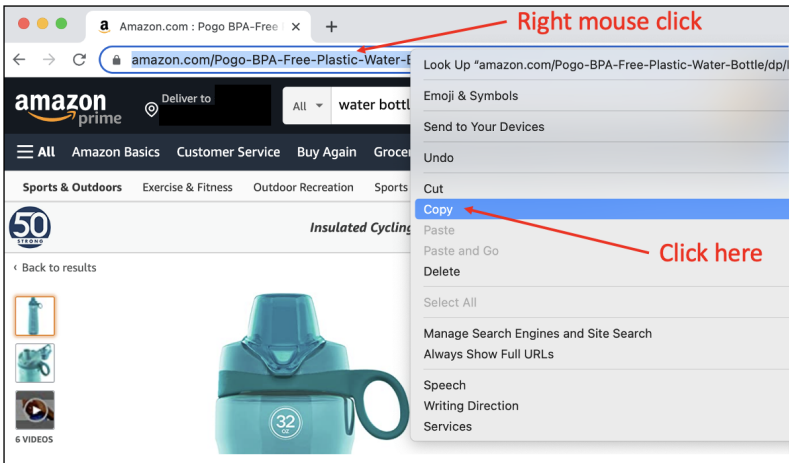 Amazon.com : Pogo BPA-Free
Right mouse click
amazon.com/Pogo-BPA-Free-Plastic-Water-B
Look Up “amazon.com/Pogo-BPA-Free-Plastic-Water-Bottle/dp/
amazon
prime
Deliver to
All
water bottl
Emoji & Symbols
Send to Your Devices
All Amazon Basics Customer Service Buy Again Groce
Undo
Sports & Outdoors Exercise & Fitness Outdoor Recreation Sports
Cut
50
STRONG
Insulated Cycling
Copy
Paste
Paste and Go
Click here
Delete
‹ Back to results
Select All
Manage Search Engines and Site Search
Always Show Full URLs
Speech
Writing Direction
Services
32
oz
6 VIDEOS